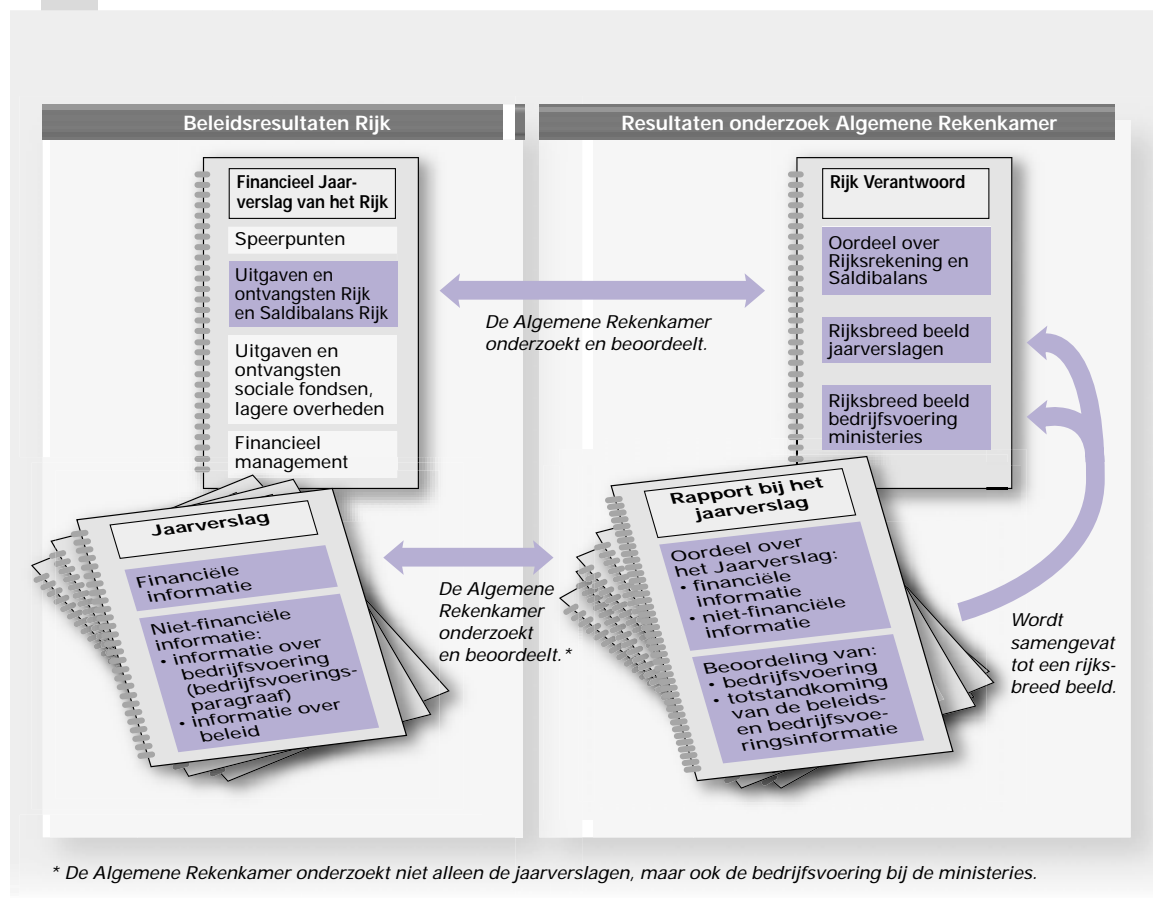 Beleidsresultaten Rijk
Financieel Jaar-
verslag van het Rijk
Speerpunten
Uitgaven en
ontvangsten Rijk
en Saldibalans Rijk
Uitgaven en
ontvangsten
sociale fondsen,
lagere overheden
Financieel
management
Jaarverslag
Financiële
informatie
Niet-financiële
informatie:
• informatie over
bedrijfsvoering
(bedrijfsvoerings-
paragraaf)
• informatie over
beleid
De Algemene Rekenkamer
onderzoekt en beoordeelt.
De Algemene
Rekenkamer
onderzoekt
en beoordeelt.*
Resultaten onderzoek Algemene Rekenkamer
Rijk Verantwoord
Oordeel over
Rijksrekening en
Saldibalans
Rijksbreed beeld
jaarverslagen
Rijksbreed beeld
bedrijfsvoering
ministeries
Rapport bij het
jaarverslag
Oordeel over
het Jaarverslag:
• financiële
informatie
• niet-financiële
informatie
Beoordeling van:
• bedrijfsvoering
• totstandkoming
van de beleids-
en bedrijfsvoe-
ringsinformatie
Wordt
samengevat
tot een rijks-
breed beeld.
* De Algemene Rekenkamer onderzoekt niet alleen de jaarverslagen, maar ook de bedrijfsvoering bij de ministeries.